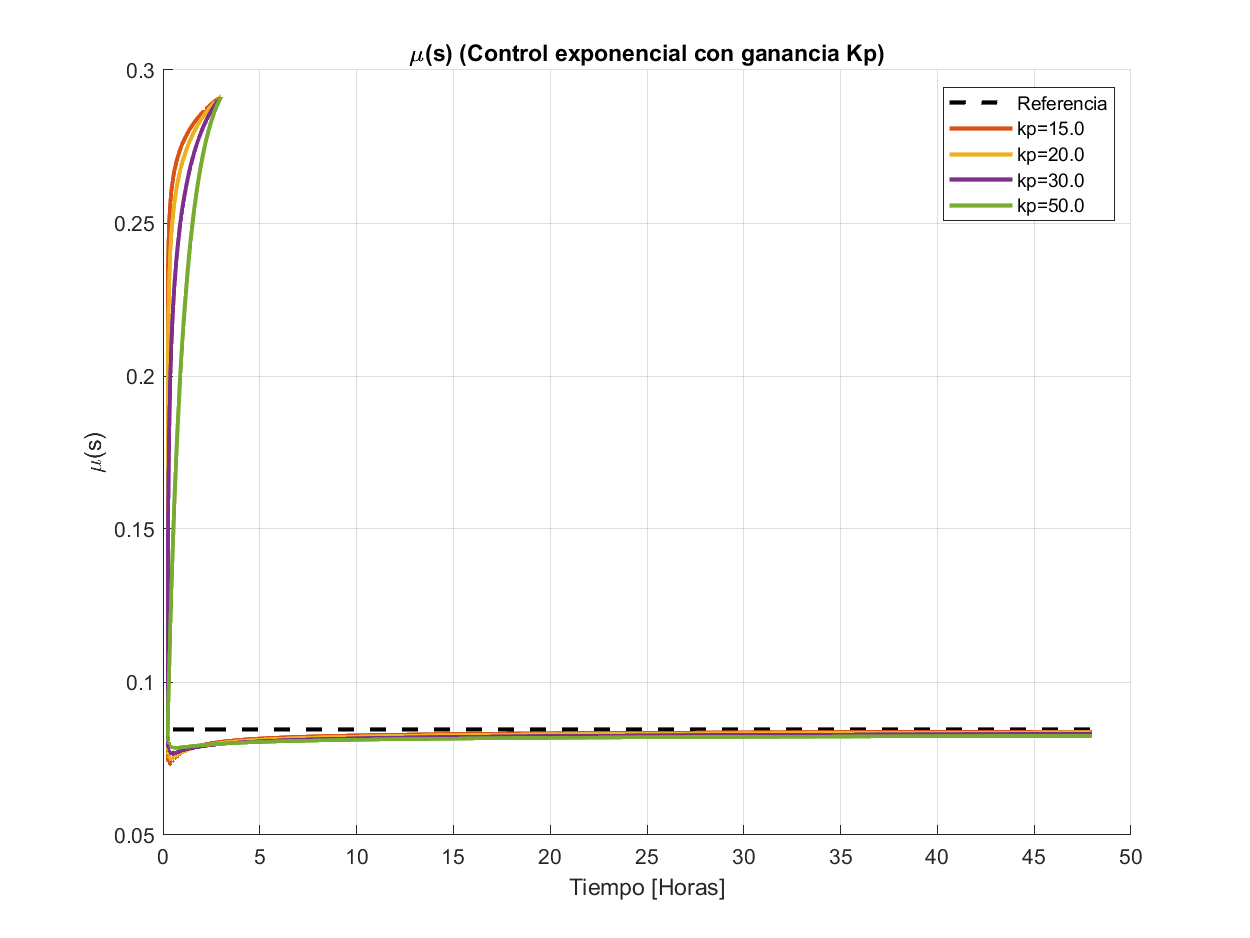 μ(s) (Control exponencial con ganancia Kp)
0.3
0.25
0.2
0.15
0.1
0.05
μ(s)
Referencia
kp=15.0
kp=20.0
kp=30.0
kp=50.0
0 5 10 15 20 25 30 35 40 45 50
Tiempo [Horas]